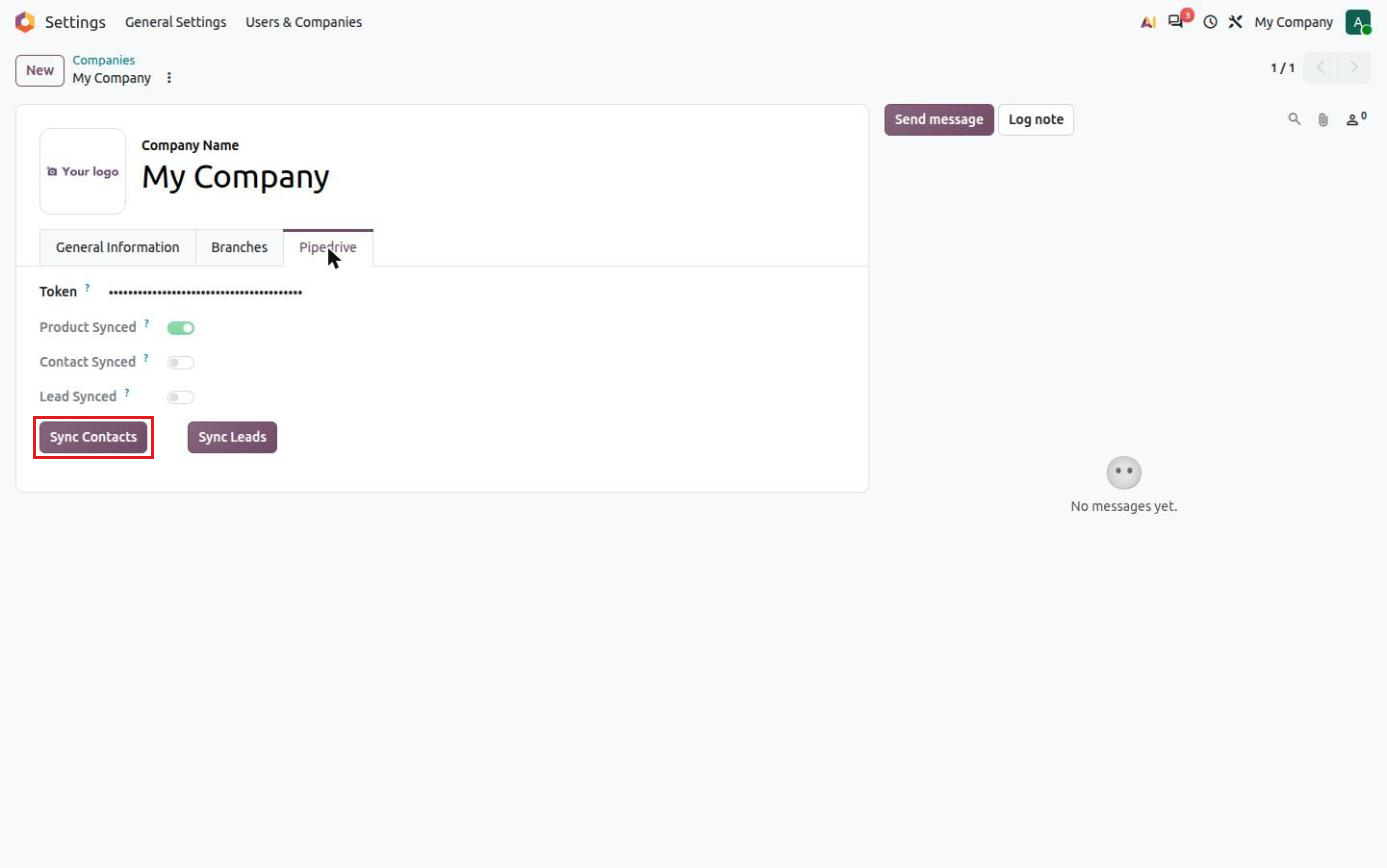 Settings General Settings Users & Companies AI 3 My Company A
New Companies 1 / 1
My Company
Send message Log note 0
Your logo Company Name
My Company
General Information Branches Pipedrive
Token ? ••••••••••••••••••••••••••••••••••••••••
Product Synced ?
Contact Synced ?
Lead Synced ?
Sync Contacts Sync Leads
No messages yet.